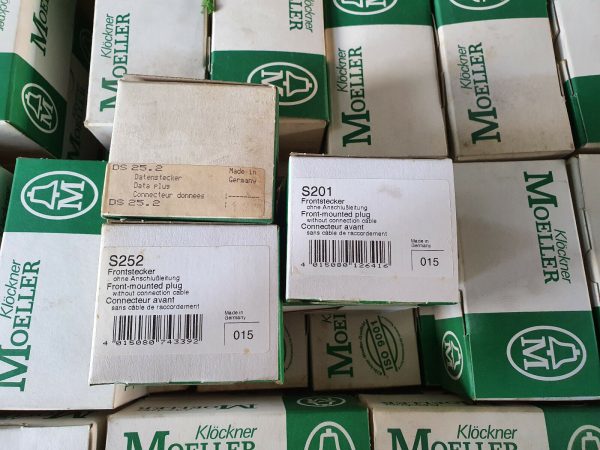 Klöckner
MOELLER
Klöckner
MOELLER
Klöckner
MOELLER
Klöckner
MOELLER
Klöckner
MOELLER
M
DS 25.2
Datenstecker
Data plug
Connecteur donnees
DS 25.2
Made in
Germany
S201
Frontstecker
ohne Anschlußleitung
Front-mounted plug
without connection cable
Connecteur avant
sans câble de raccordement
4 015080 126416
Made in
Germany
015
M
Klöckner
MOELLER
S252
Frontstecker
ohne Anschlußleitung
Front-mounted plug
without connection cable
Connecteur avant
sans câble de raccordement
4 015080 743392
Made in
Germany
015
Klöckner
MOELLER
M
MOELLER
ISO 9001
Klöckner
MOELLER
Klöckner
MOELLER